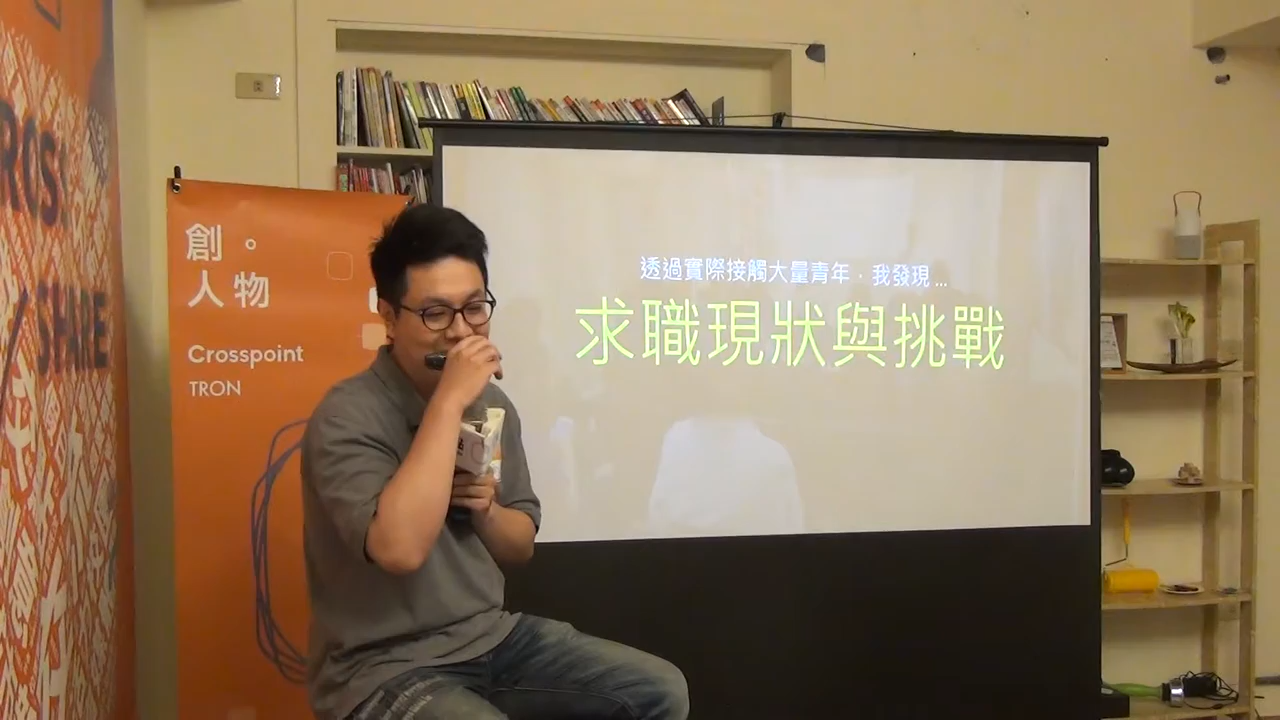 創。
人物
Crosspoint
TRON
透過實際接觸大量青年，我發現...
求職現狀與挑戰
ROSS
/SHARE